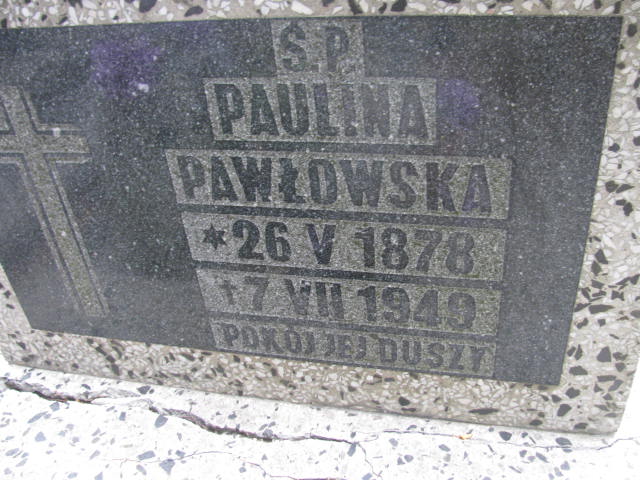 Ś.P.
PAULINA
PAWŁOWSKA
* 26 V 1878
† 7 VII 1949
POKÓJ JEJ DUSZY